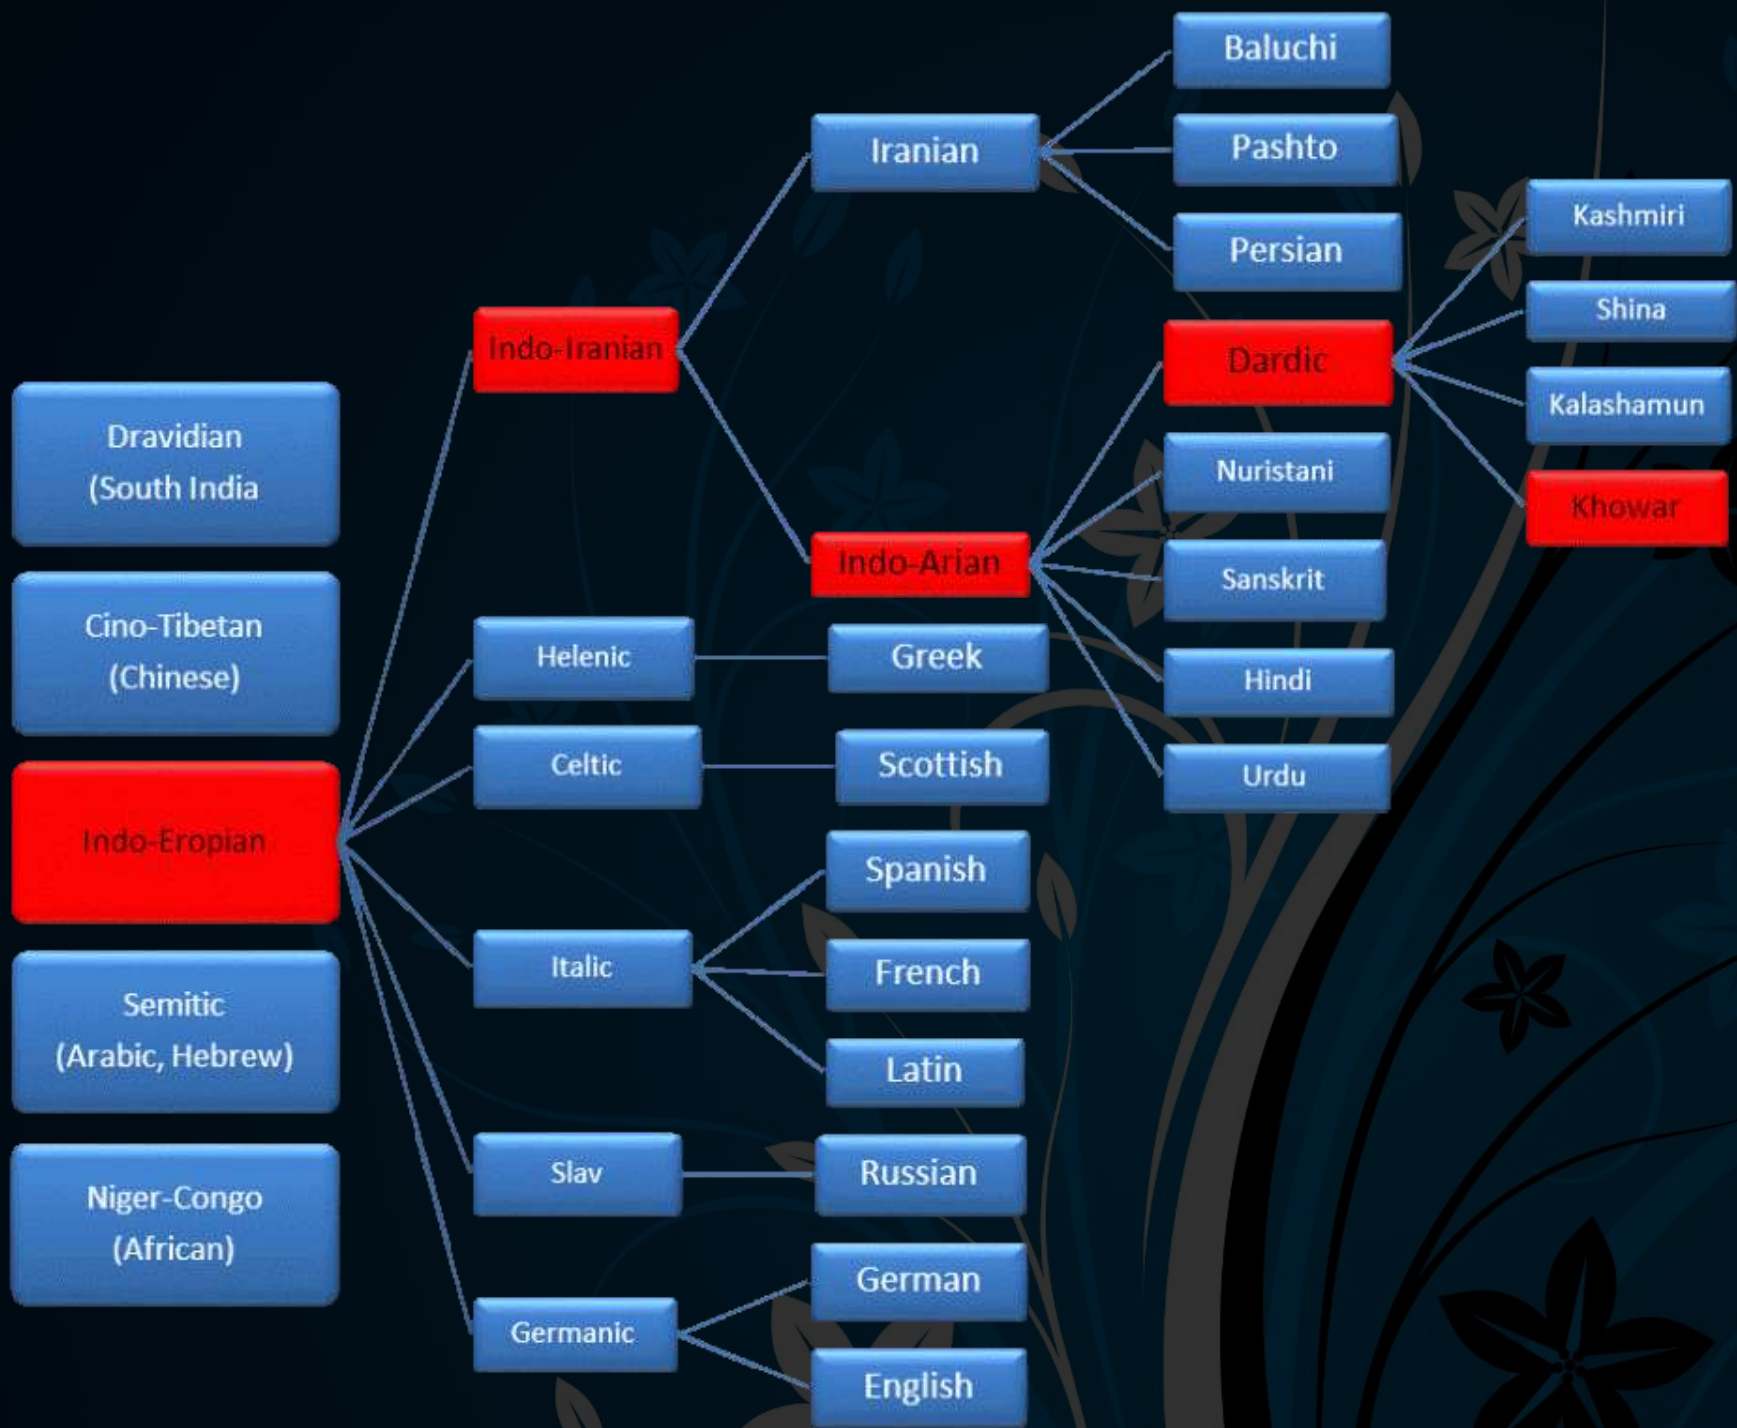 Dravidian
(South India
Cino-Tibetan
(Chinese)
Indo-Eropian
Semitic
(Arabic, Hebrew)
Niger-Congo
(African)
Indo-Iranian
Helenic
Celtic
Italic
Slav
Germanic
Iranian
Indo-Arian
Greek
Scottish
Spanish
French
Latin
Russian
German
English
Baluchi
Pashto
Persian
Dardic
Nuristani
Sanskrit
Hindi
Urdu
Kashmiri
Shina
Kalashamun
Khowar